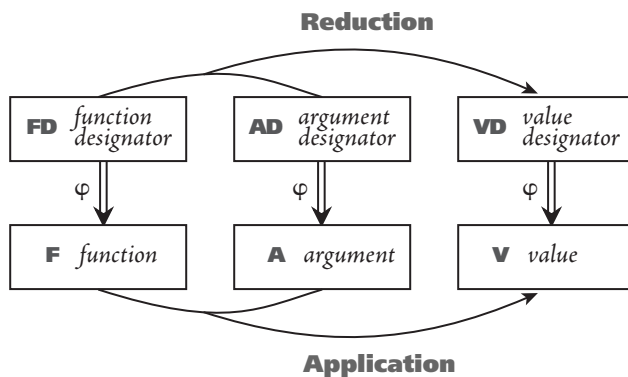 Reduction
FD function designator
AD argument designator
VD value designator
φ
φ
φ
F function
A argument
V value
Application